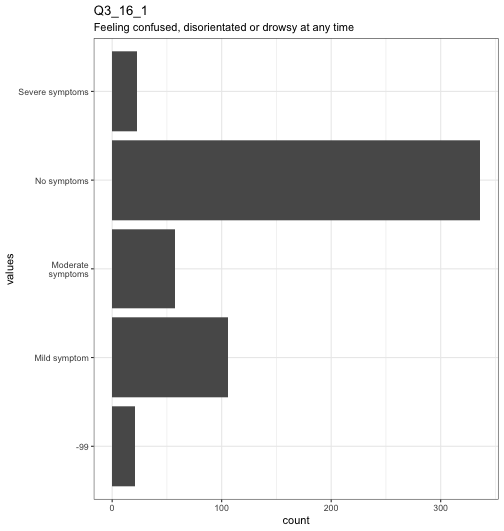 Q3_16_1
Feeling confused, disorientated or drowsy at any time
values
Severe symptoms
No symptoms
Moderate
symptoms
Mild symptom
-99
0 100 200 300
count